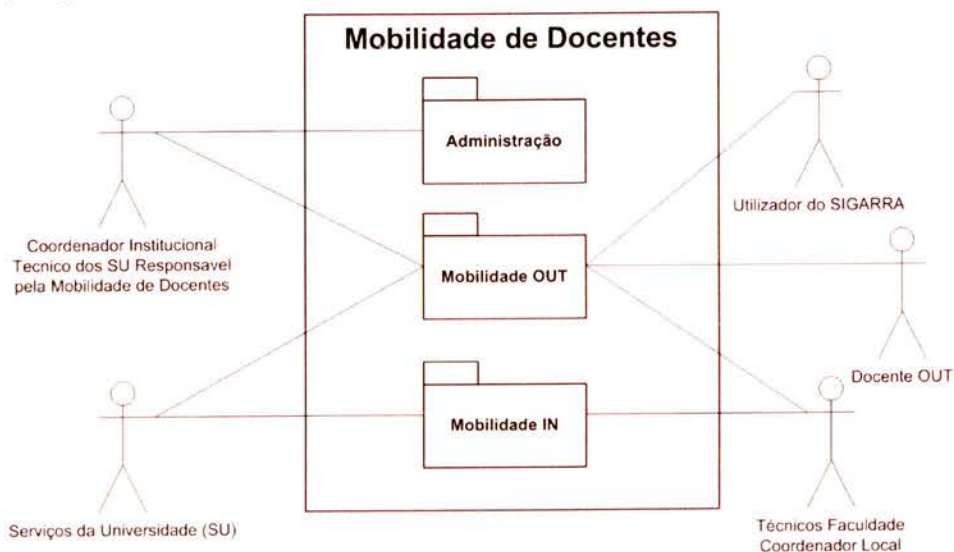 Mobilidade de Docentes
Administração
Coordenador Institucional
Tecnico dos SU Responsavel
pela Mobilidade de Docentes
Utilizador do SIGARRA
Mobilidade OUT
Docente OUT
Mobilidade IN
Serviços da Universidade (SU)
Técnicos Faculdade
Coordenador Local